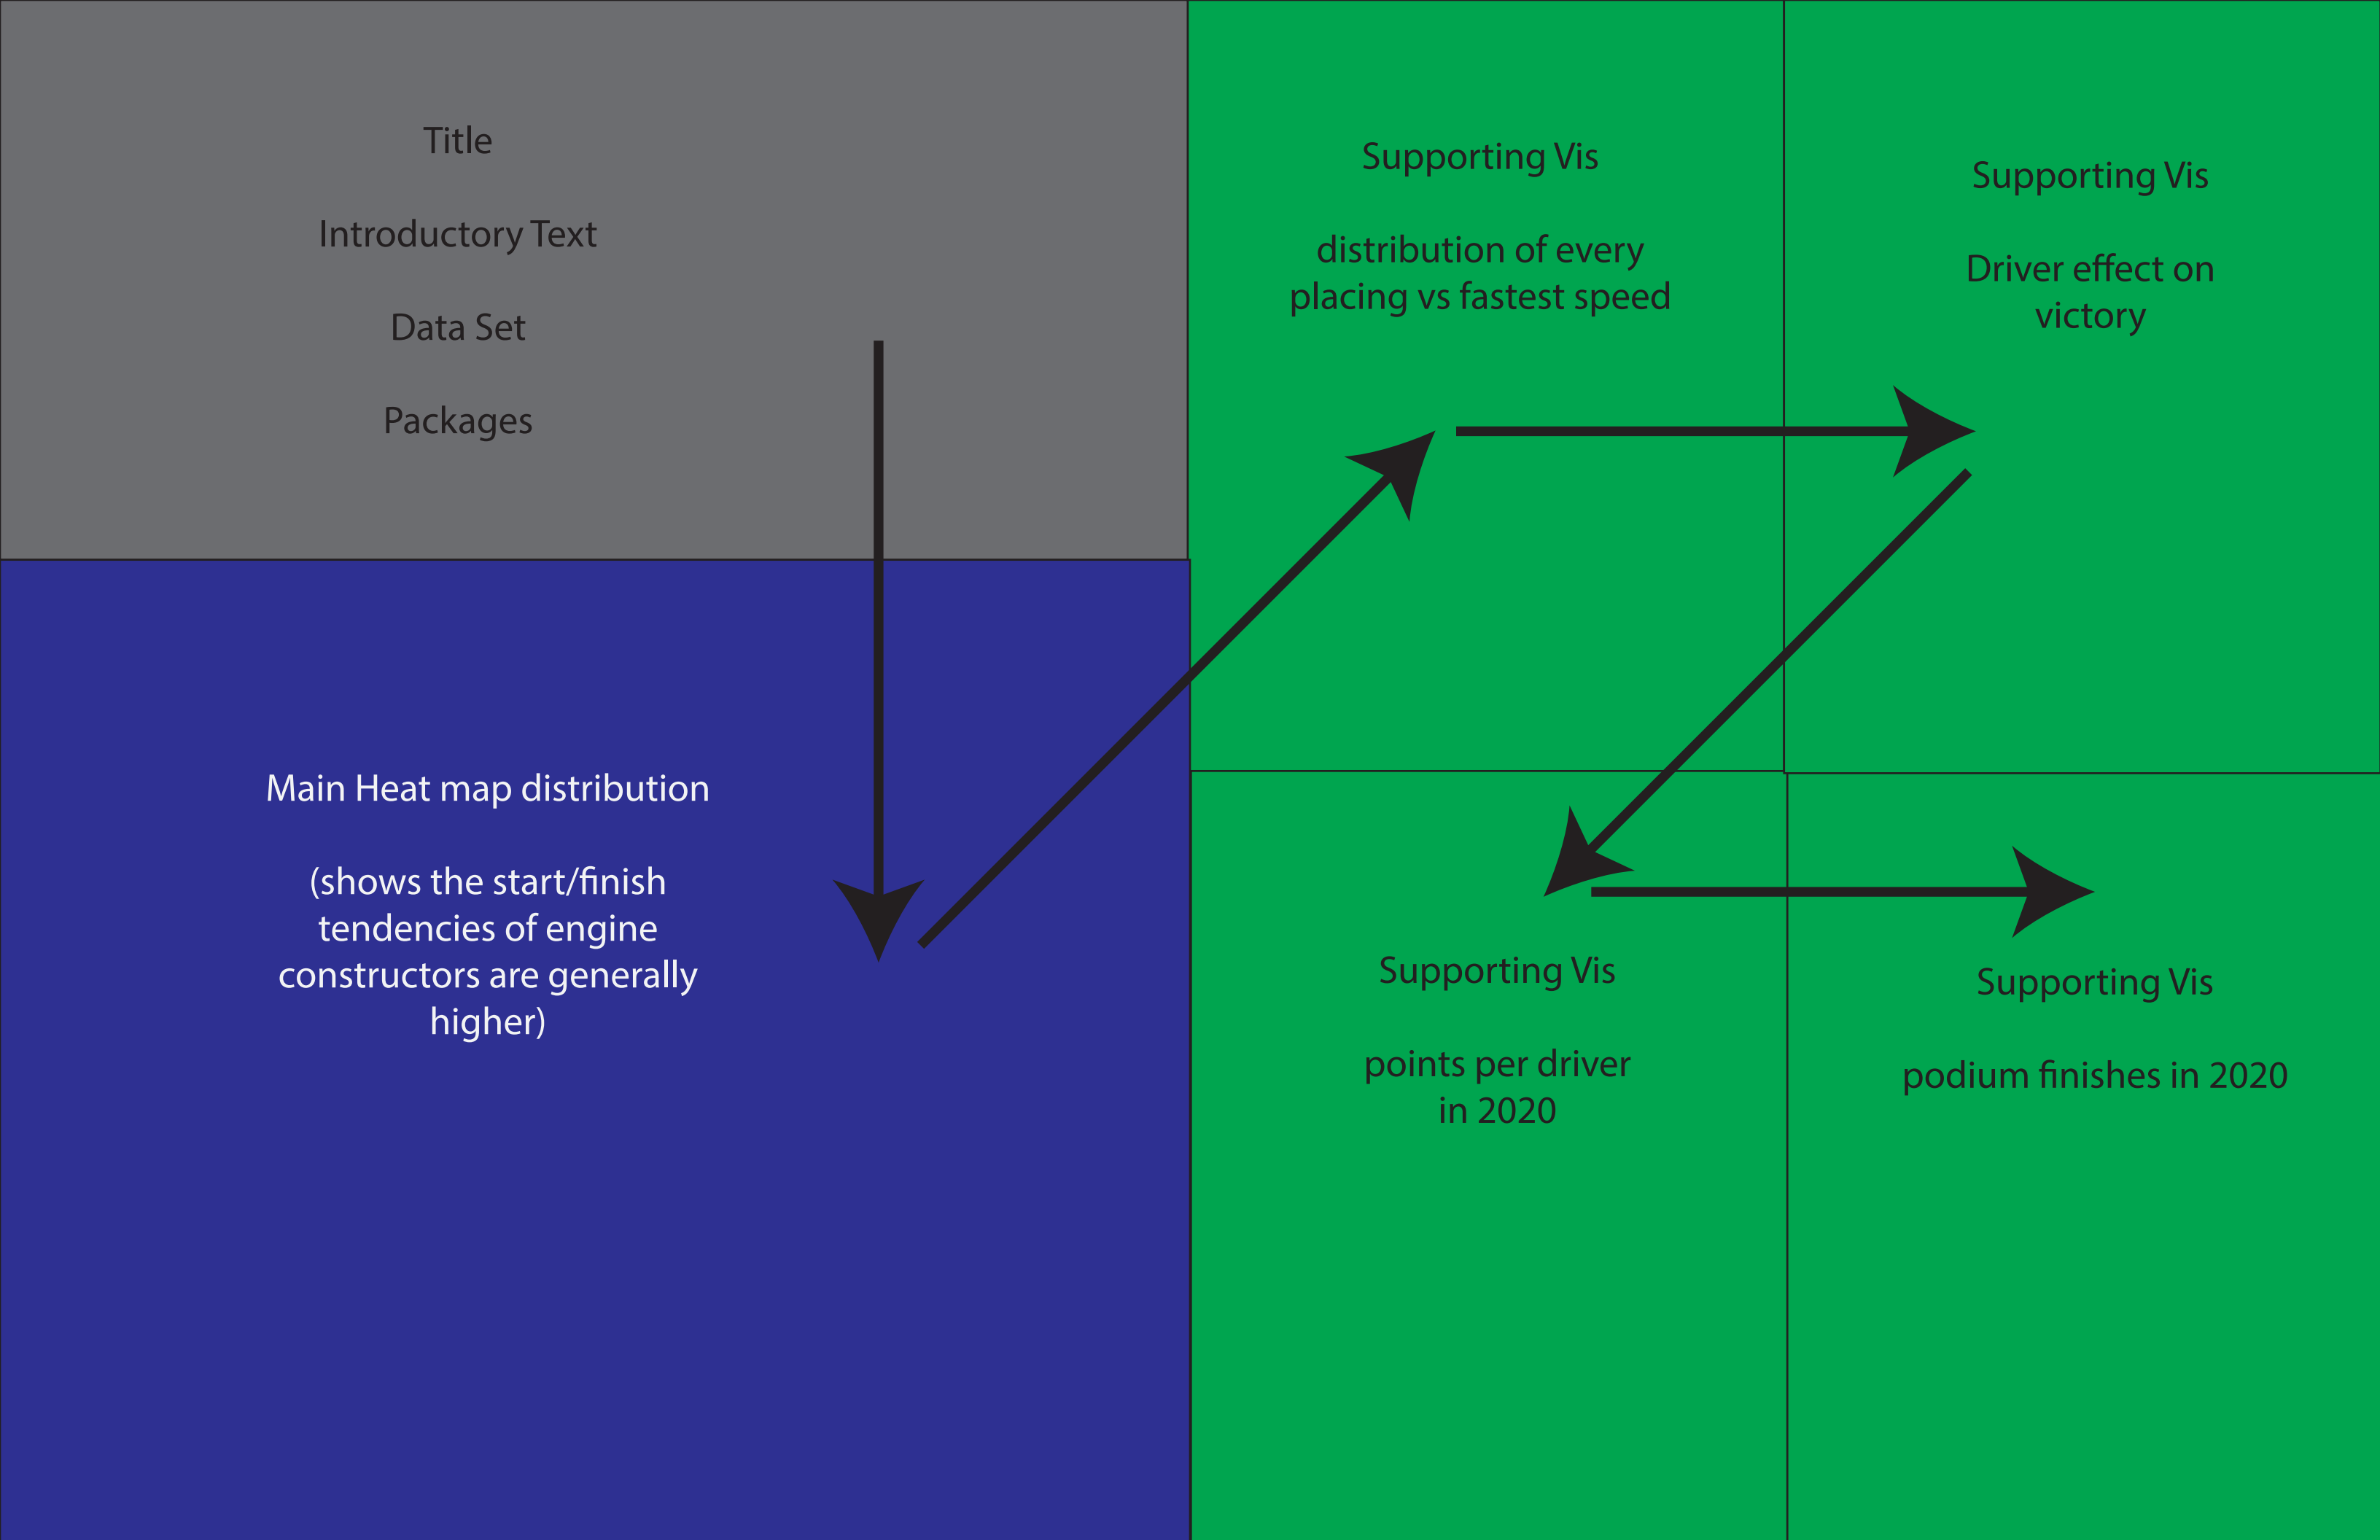 Title
Introductory Text
Data Set
Packages
Main Heat map distribution
(shows the start/finish
tendencies of engine
constructors are generally
higher)
Supporting Vis
distribution of every
placing vs fastest speed
Supporting Vis
Driver effect on
victory
Supporting Vis
points per driver
in 2020
Supporting Vis
podium finishes in 2020